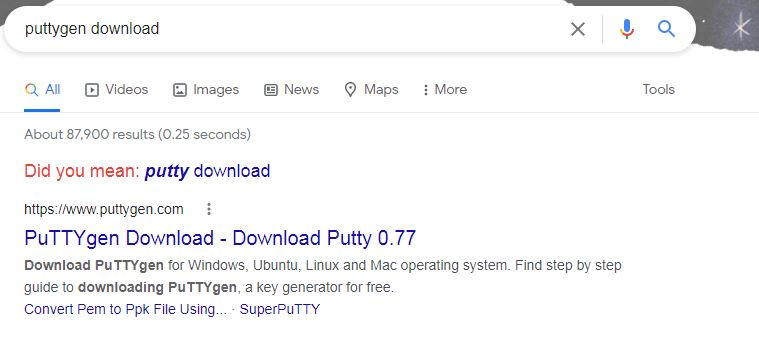 puttygen download
All Videos Images News Maps More Tools
About 87,900 results (0.25 seconds)
Did you mean: putty download
https://www.puttygen.com
PuTTYgen Download - Download Putty 0.77
Download PuTTYgen for Windows, Ubuntu, Linux and Mac operating system. Find step by step
guide to downloading PuTTYgen, a key generator for free.
Convert Pem to Ppk File Using... · SuperPuTTY